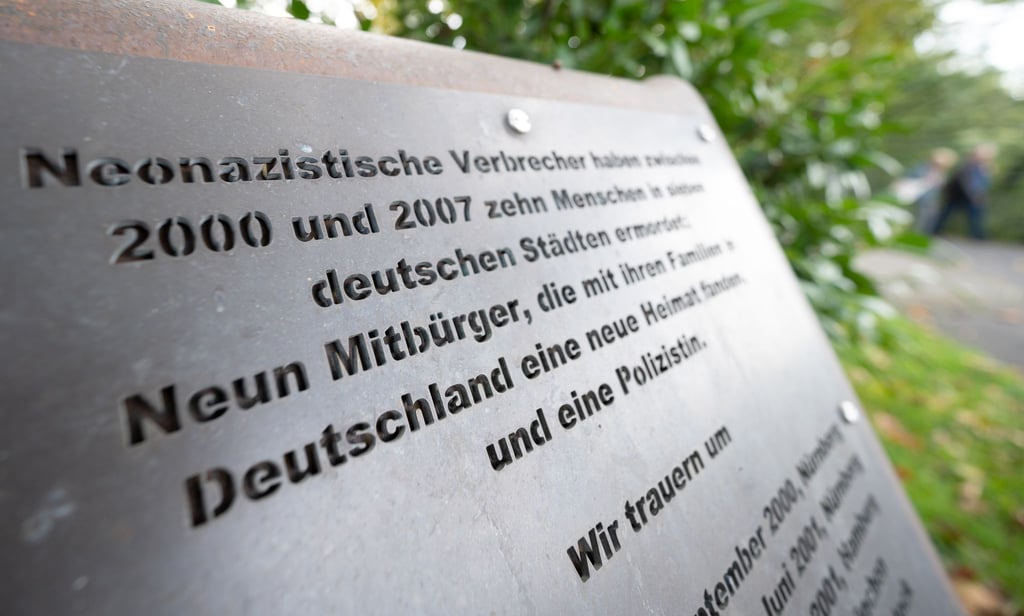 Neonazistische Verbrecher haben zwischen
2000 und 2007 zehn Menschen in sieben
deutschen Städten ermordet:
Neun Mitbürger, die mit ihren Familien in
Deutschland eine neue Heimat fanden,
und eine Polizistin.
Wir trauern um
ptember 2000, Nürnberg
Juni 2001, Nürnberg
2001,